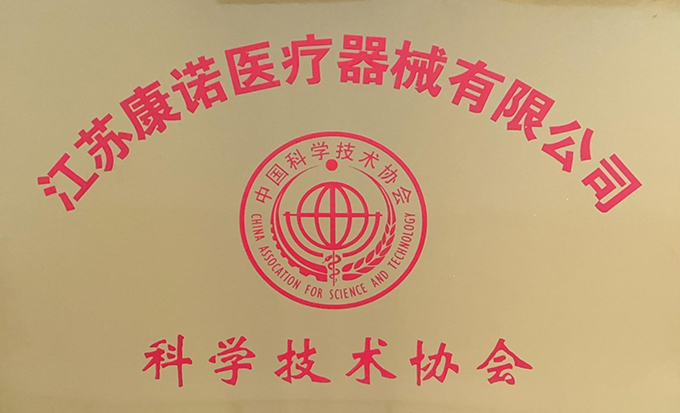 江苏康诺医疗器械有限公司
中国科学技术协会
CHINA ASSOCATION FOR SCIENCE AND TECHNOLOGY
科学技术协会